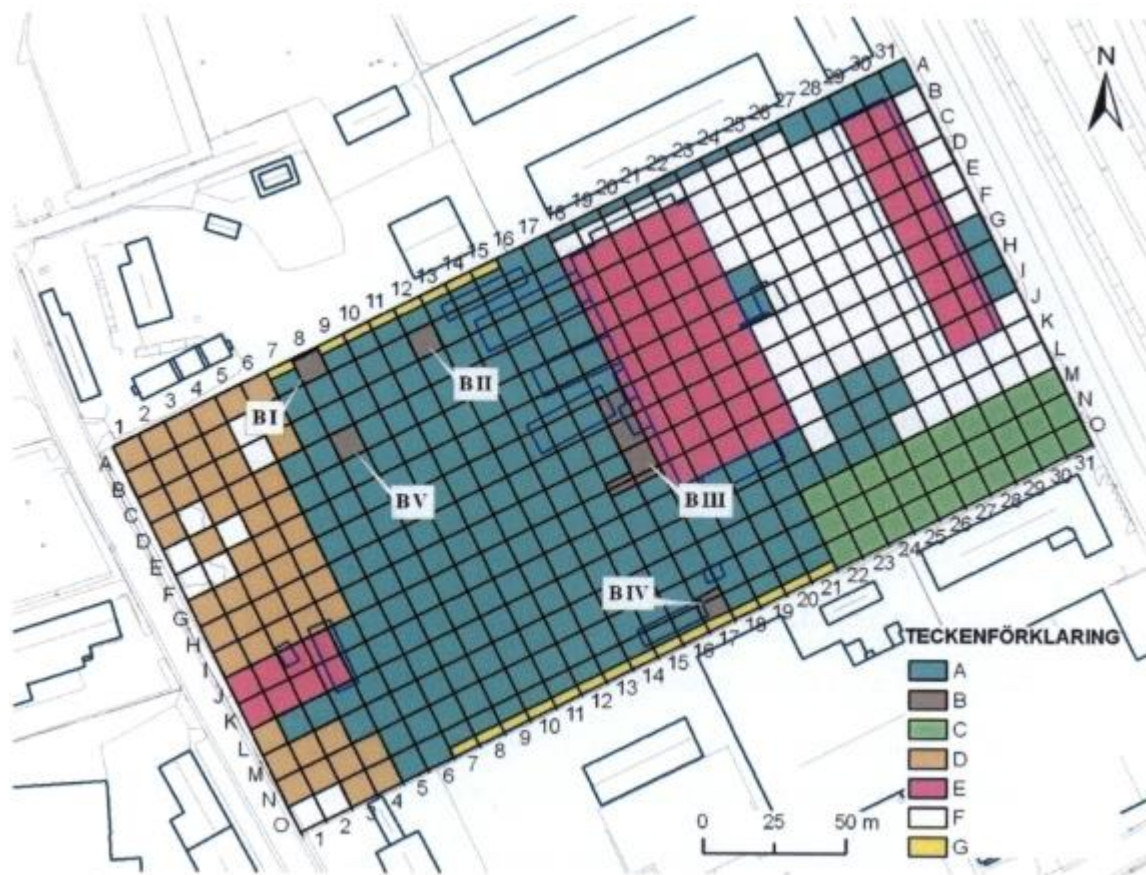 N
1 2 3 4 5 6 7 8 9 10 11 12 13 14 15 16 17 18 19 20 21 22 23 24 25 26 27 28 29 30 31
A
B
C
D
E
F
G
H
I
J
K
L
M
N
O
A
B
C
D
E
F
G
H
I
J
K
L
M
N
O
1 2 3 4 5 6 7 8 9 10 11 12 13 14 15 16 17 18 19 20 21 22 23 24 25 26 27 28 29 30 31
BI
BII
BV
BIII
BIV
TECKENFÖRKLARING
A
B
C
D
E
F
G
0 25 50 m